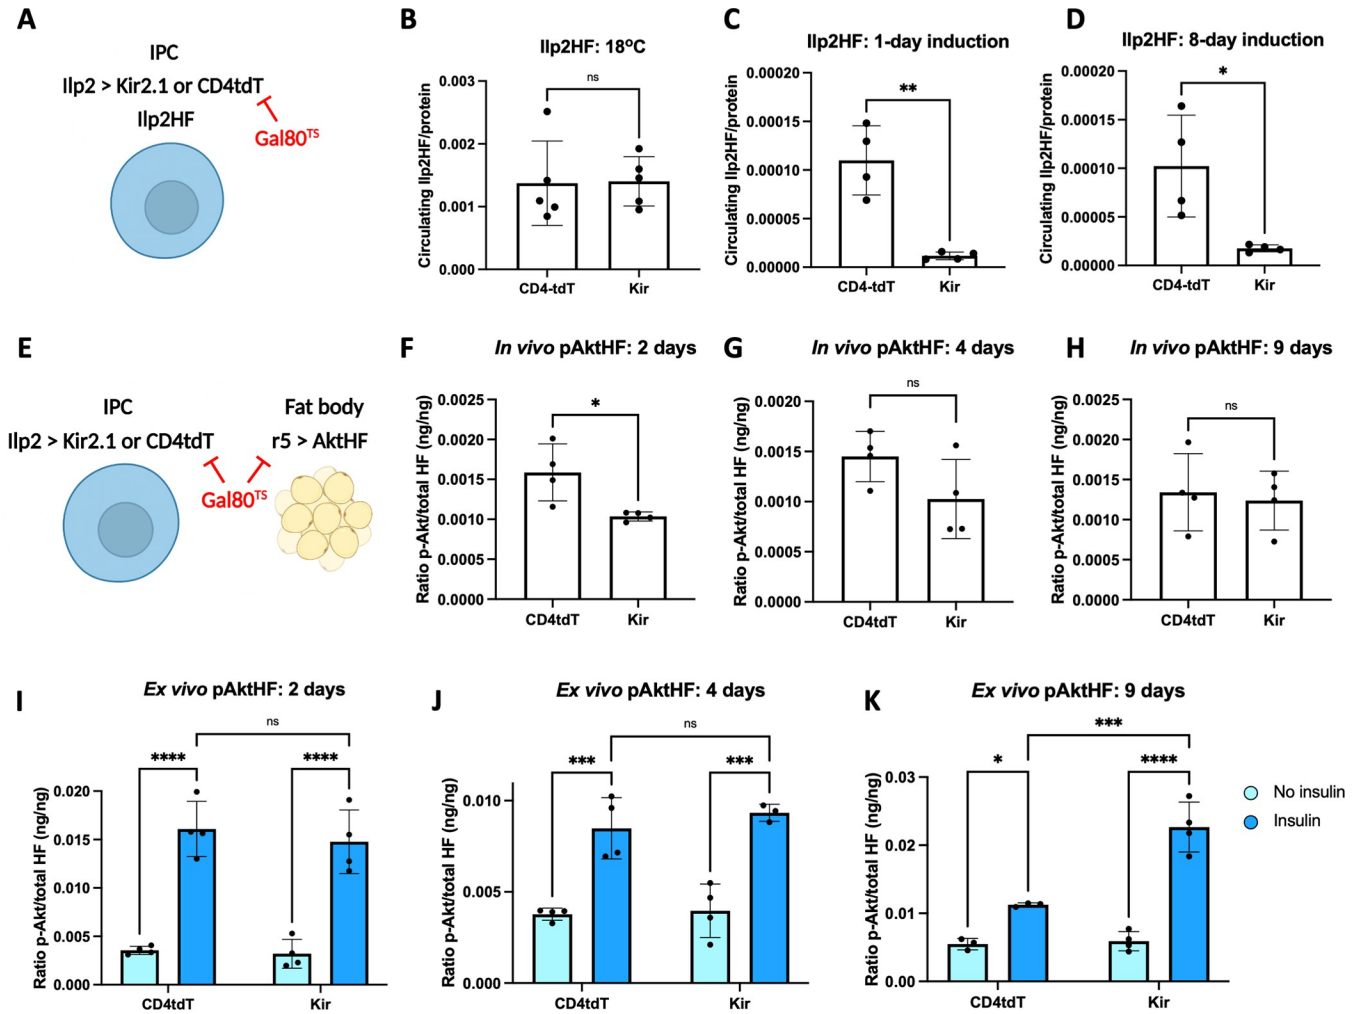 A
IPC
Ilp2 > Kir2.1 or CD4tdT
Ilp2HF
Gal80TS
B
Ilp2HF: 18ºC
Circulating Ilp2HF/protein
0.003
0.002
0.001
0.000
ns
CD4-tdT
Kir
C
Ilp2HF: 1-day induction
Circulating Ilp2HF/protein
0.00020
0.00015
0.00010
0.00005
0.00000
**
CD4-tdT
Kir
D
Ilp2HF: 8-day induction
Circulating Ilp2HF/protein
0.00020
0.00015
0.00010
0.00005
0.00000
*
CD4-tdT
Kir
E
IPC
Ilp2 > Kir2.1 or CD4tdT
Fat body
r5 > AktHF
Gal80TS
F
In vivo pAktHF: 2 days
Ratio p-Akt/total HF (ng/ng)
0.0025
0.0020
0.0015
0.0010
0.0005
0.0000
*
CD4tdT
Kir
G
In vivo pAktHF: 4 days
Ratio p-Akt/total HF (ng/ng)
0.0020
0.0015
0.0010
0.0005
0.0000
ns
CD4tdT
Kir
H
In vivo pAktHF: 9 days
Ratio p-Akt/total HF (ng/ng)
0.0025
0.0020
0.0015
0.0010
0.0005
0.0000
ns
CD4tdT
Kir
I
Ex vivo pAktHF: 2 days
Ratio p-Akt/total HF (ng/ng)
0.020
0.015
0.010
0.005
0.000
ns
****
****
CD4tdT
Kir
J
Ex vivo pAktHF: 4 days
Ratio p-Akt/total HF (ng/ng)
0.010
0.005
0.000
ns
***
***
CD4tdT
Kir
K
Ex vivo pAktHF: 9 days
Ratio p-Akt/total HF (ng/ng)
0.03
0.02
0.01
0.00
***
*
****
CD4tdT
Kir
No insulin
Insulin